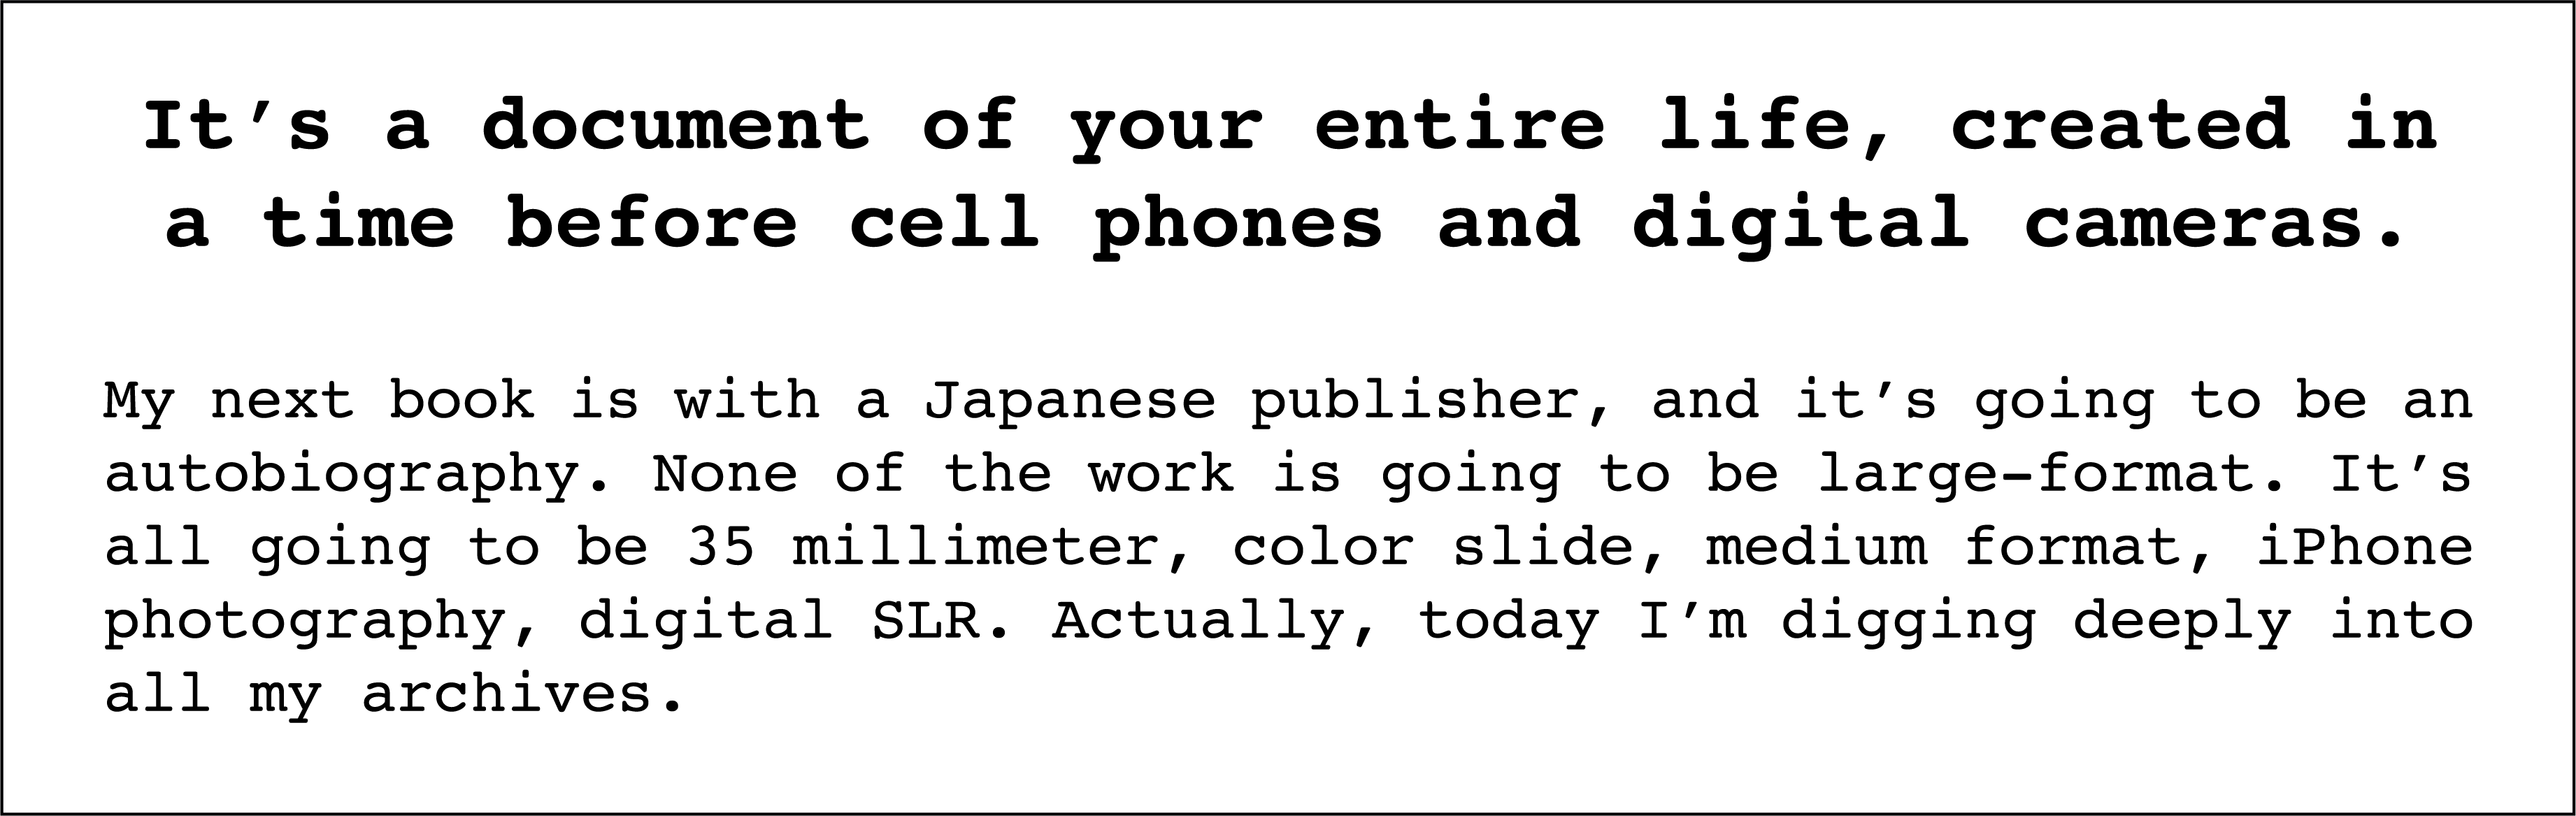 It’s a document of your entire life, created in
a time before cell phones and digital cameras.
My next book is with a Japanese publisher, and it’s going to be an
autobiography. None of the work is going to be large-format. It’s
all going to be 35 millimeter, color slide, medium format, iPhone
photography, digital SLR. Actually, today I’m digging deeply into
all my archives.